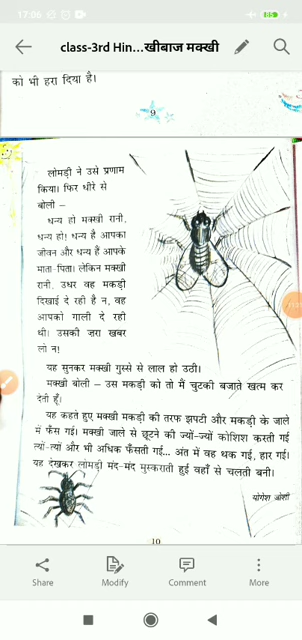 17:06
85
class-3rd Hin...खीबाज मक्खी
को भी हरा दिया है।
9
लोमड़ी ने उसे प्रणाम
किया। फिर धीरे से
बोली –
धन्य हो मक्खी रानी,
धन्य हो! धन्य है आपका
जीवन और धन्य हैं आपके
माता-पिता। लेकिन मक्खी
रानी, उधर वह मकड़ी
दिखाई दे रही है न, वह
आपको गाली दे रही
थी। उसकी ज़रा खबर
लो न!
यह सुनकर मक्खी गुस्से से लाल हो उठी।
मक्खी बोली – उस मकड़ी को तो मैं चुटकी बजाते खत्म कर
देती हूँ।
यह कहते हुए मक्खी मकड़ी की तरफ झपटी और मकड़ी के जाले
में फँस गई। मक्खी जाले से छूटने की ज्यों-ज्यों कोशिश करती गई
त्यों-त्यों और भी अधिक फँसती गई... अंत में वह थक गई, हार गई।
यह देखकर लोमड़ी मंद-मंद मुस्कराती हुई वहाँ से चलती बनी।
योगेश जोशी
10
Share
Modify
Comment
More